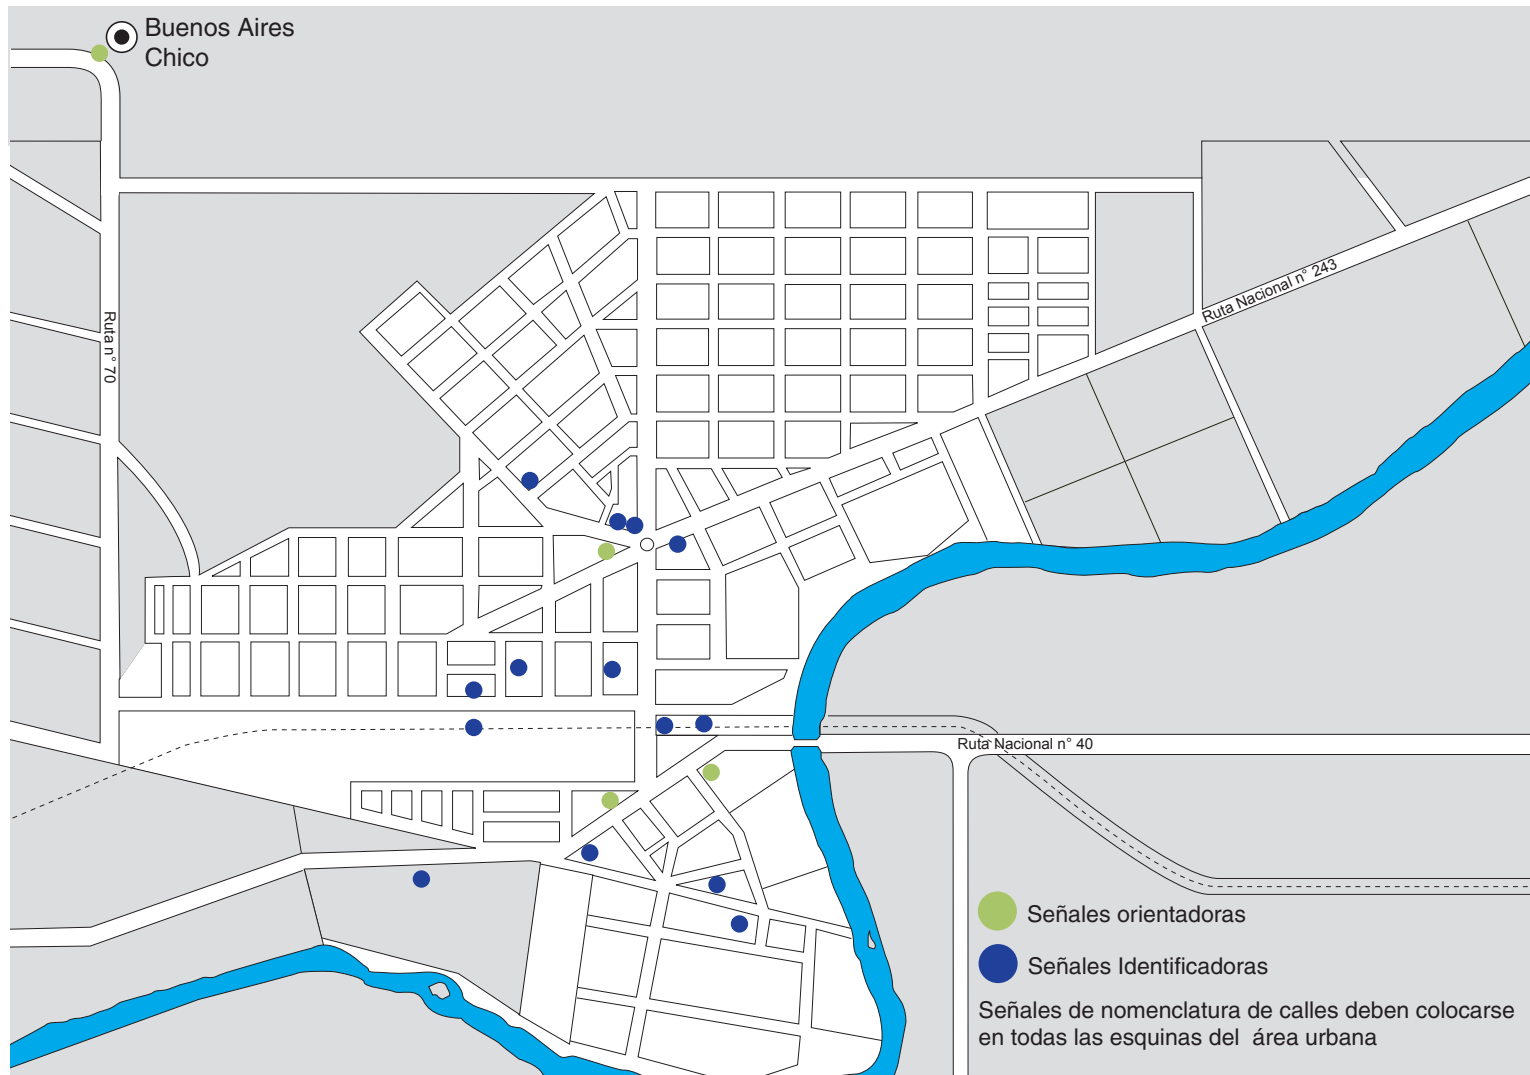 Buenos Aires
Chico
Ruta n° 70
Ruta Nacional n° 243
Ruta Nacional n° 40
Señales orientadoras
Señales Identificadoras
Señales de nomenclatura de calles deben colocarse
en todas las esquinas del área urbana